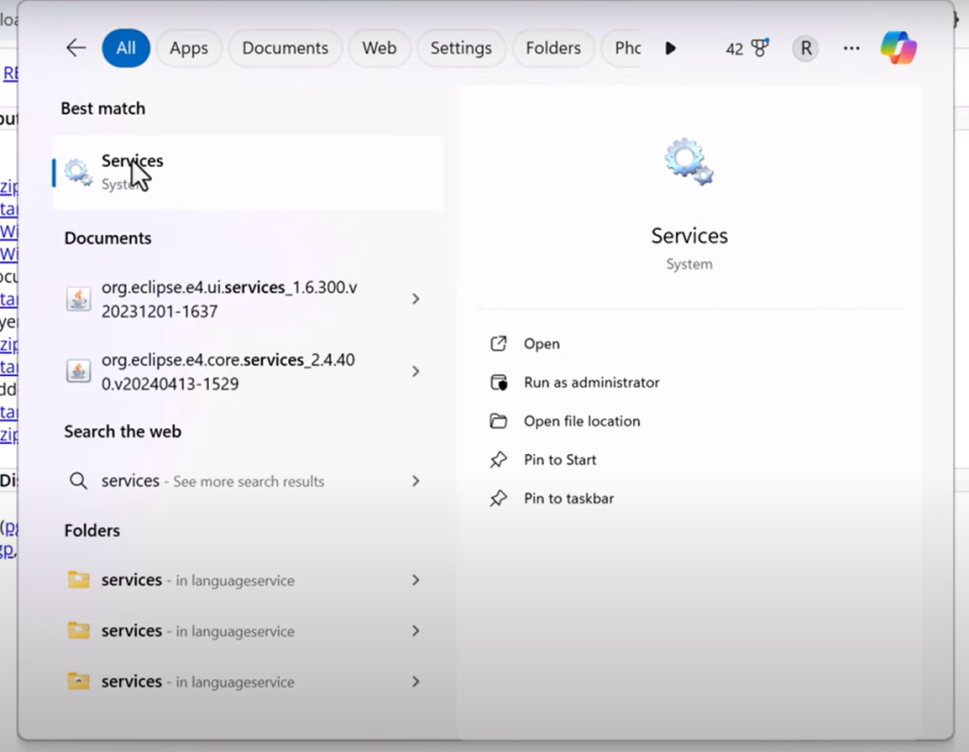 All Apps Documents Web Settings Folders Pho 42 R ...
Best match
Services
System
Documents
org.eclipse.e4.ui.services_1.6.300.v
20231201-1637
org.eclipse.e4.core.services_2.4.40
0.v20240413-1529
Search the web
services - See more search results
Folders
services - in languageservice
services - in languageservice
services - in languageservice
Services
System
Open
Run as administrator
Open file location
Pin to Start
Pin to taskbar